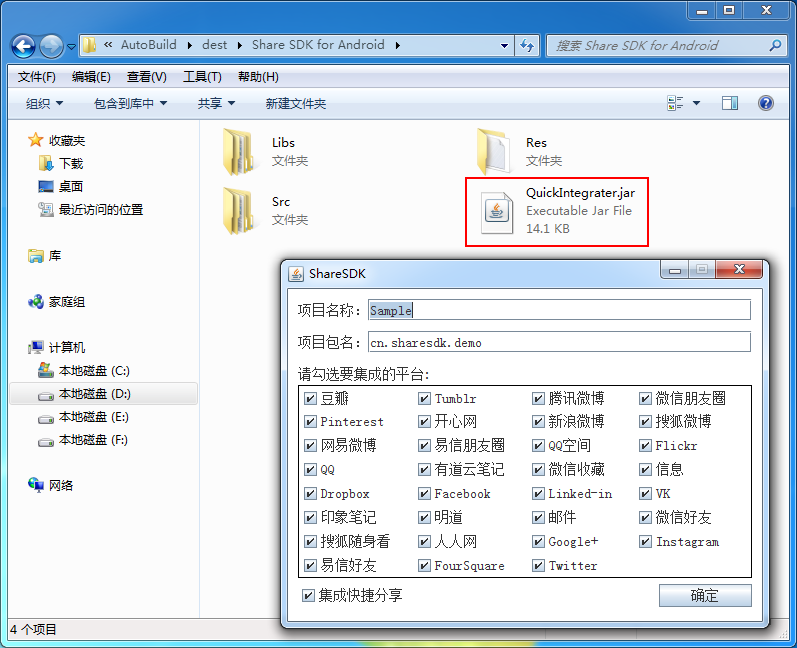 « AutoBuild ▸ dest ▸ Share SDK for Android ▸
搜索 Share SDK for Android
文件(F) 编辑(E) 查看(V) 工具(T) 帮助(H)
组织 包含到库中 共享 新建文件夹
收藏夹
下载
桌面
最近访问的位置
库
家庭组
计算机
本地磁盘 (C:)
本地磁盘 (D:)
本地磁盘 (E:)
本地磁盘 (F:)
网络
Libs
文件夹
Res
文件夹
Src
文件夹
QuickIntegrater.jar
Executable Jar File
14.1 KB
ShareSDK
项目名称: Sample
项目包名: cn.sharesdk.demo
请勾选要集成的平台:
豆瓣 Tumblr 腾讯微博 微信朋友圈
Pinterest 开心网 新浪微博 搜狐微博
网易微博 易信朋友圈 QQ空间 Flickr
QQ 有道云笔记 微信收藏 信息
Dropbox Facebook Linked-in VK
印象笔记 明道 邮件 微信好友
搜狐随身看 人人网 Google+ Instagram
易信好友 FourSquare Twitter
集成快捷分享 确定
4 个项目